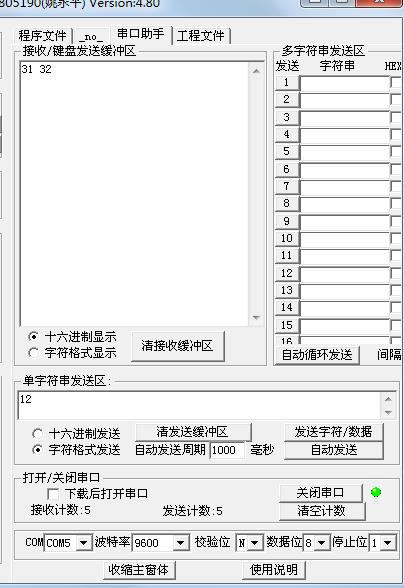 805190(姚永平) Version:4.80
程序文件 _no_ 串口助手 工程文件
接收/键盘发送缓冲区
31 32
十六进制显示
字符格式显示
清接收缓冲区
多字符串发送区
发送 字符串 HEX
1
2
3
4
5
6
7
8
9
10
11
12
13
14
15
16
自动循环发送 间隔
单字符串发送区:
12
十六进制发送 清发送缓冲区 发送字符/数据
字符格式发送 自动发送周期 1000 毫秒 自动发送
打开/关闭串口
下载后打开串口 关闭串口
接收计数:5 发送计数:5 清空计数
COM COM5 波特率 9600 校验位 N 数据位 8 停止位 1
收缩主窗体 使用说明